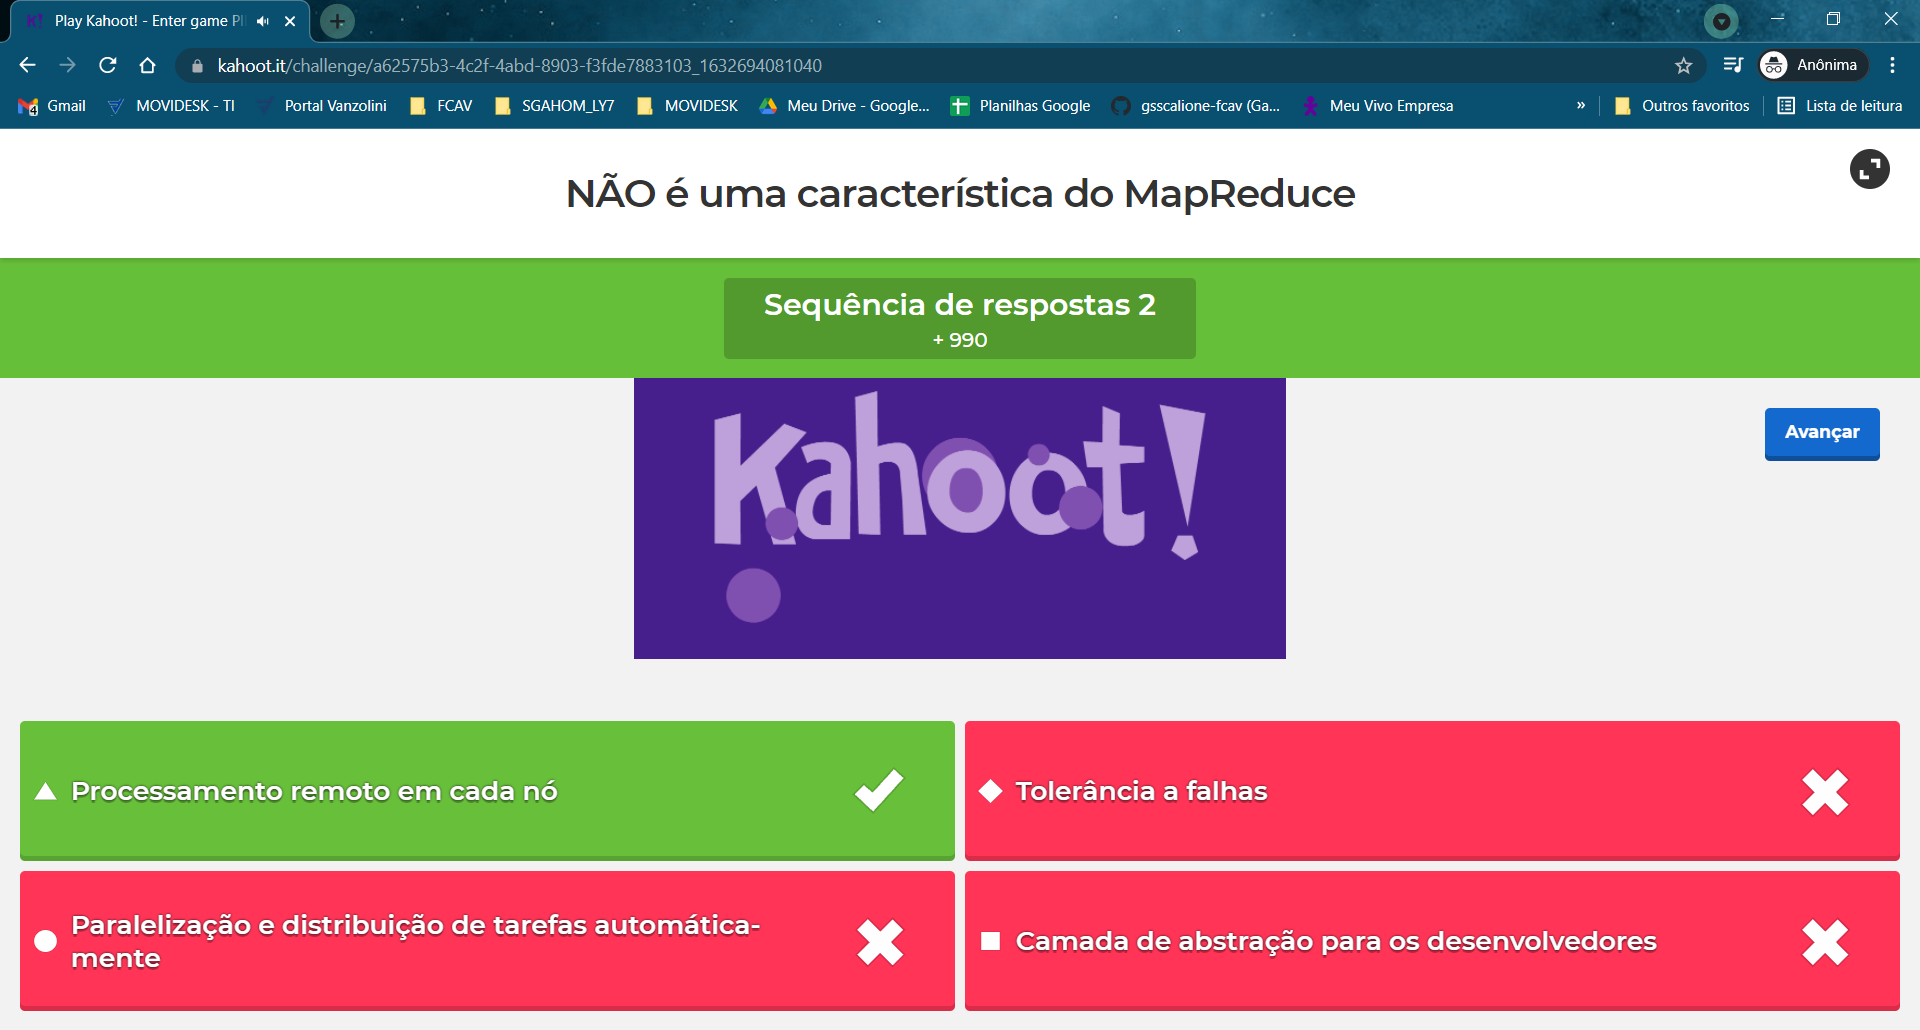 Play Kahoot! - Enter game P
kahoot.it/challenge/a62575b3-4c2f-4abd-8903-f3fde7883103_1632694081040
Anônima
Gmail
MOVIDESK - TI
Portal Vanzolini
FCAV
SGAHOM_LY7
MOVIDESK
Meu Drive - Google...
Planilhas Google
gsscalione-fcav (Ga...
Meu Vivo Empresa
»
Outros favoritos
Lista de leitura
NÃO é uma característica do MapReduce
Sequência de respostas 2
+ 990
Kahoot!
Avançar
Processamento remoto em cada nó
Tolerância a falhas
Paralelização e distribuição de tarefas automática-
mente
Camada de abstração para os desenvolvedores